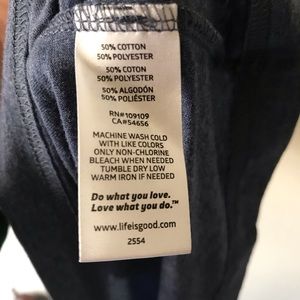 50% COTTON
50% POLYESTER
50% COTON
50% POLYESTER
50% ALGODÓN
50% POLIÉSTER
RN#109109
CA#54656
MACHINE WASH COLD
WITH LIKE COLORS
ONLY NON-CHLORINE
BLEACH WHEN NEEDED
TUMBLE DRY LOW
WARM IRON IF NEEDED
Do what you love.
Love what you do.™
www.lifeisgood.com
2554